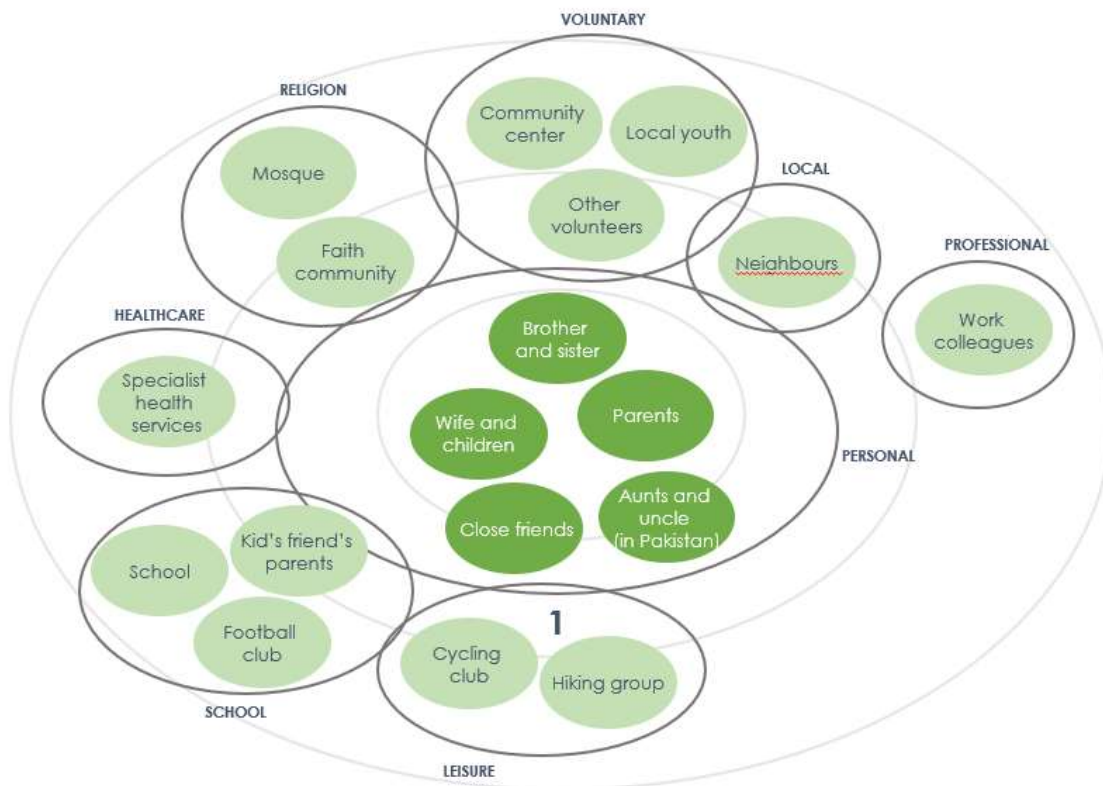 VOLUNTARY
Community
center
Local youth
Other
volunteers
RELIGION
Mosque
Faith
community
LOCAL
Neighbours
PROFESSIONAL
Work
colleagues
HEALTHCARE
Specialist
health
services
Brother
and sister
Wife and
children
Parents
Close friends
Aunts and
uncle
(in Pakistan)
PERSONAL
School
Kid's friend's
parents
Football
club
SCHOOL
1
Cycling
club
Hiking group
LEISURE